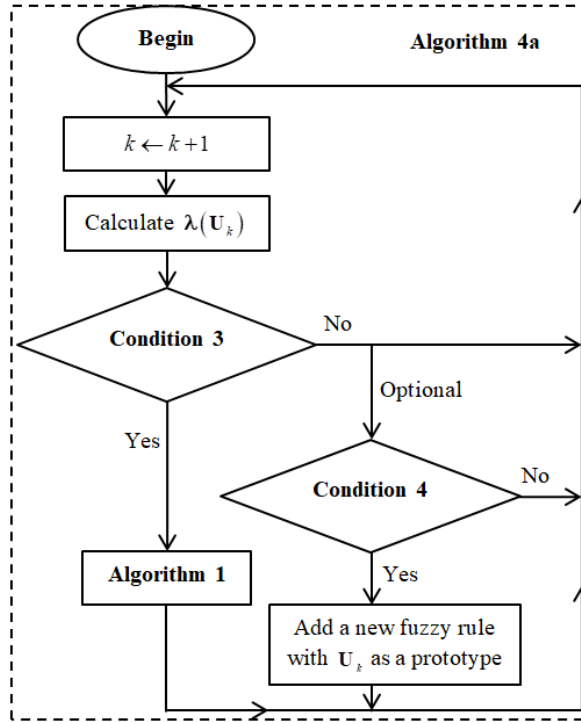 Begin
Algorithm 4a
k ← k+1
Calculate λ(U_k)
Condition 3
No
Optional
Yes
Condition 4
No
Algorithm 1
Yes
Add a new fuzzy rule
with U_k as a prototype